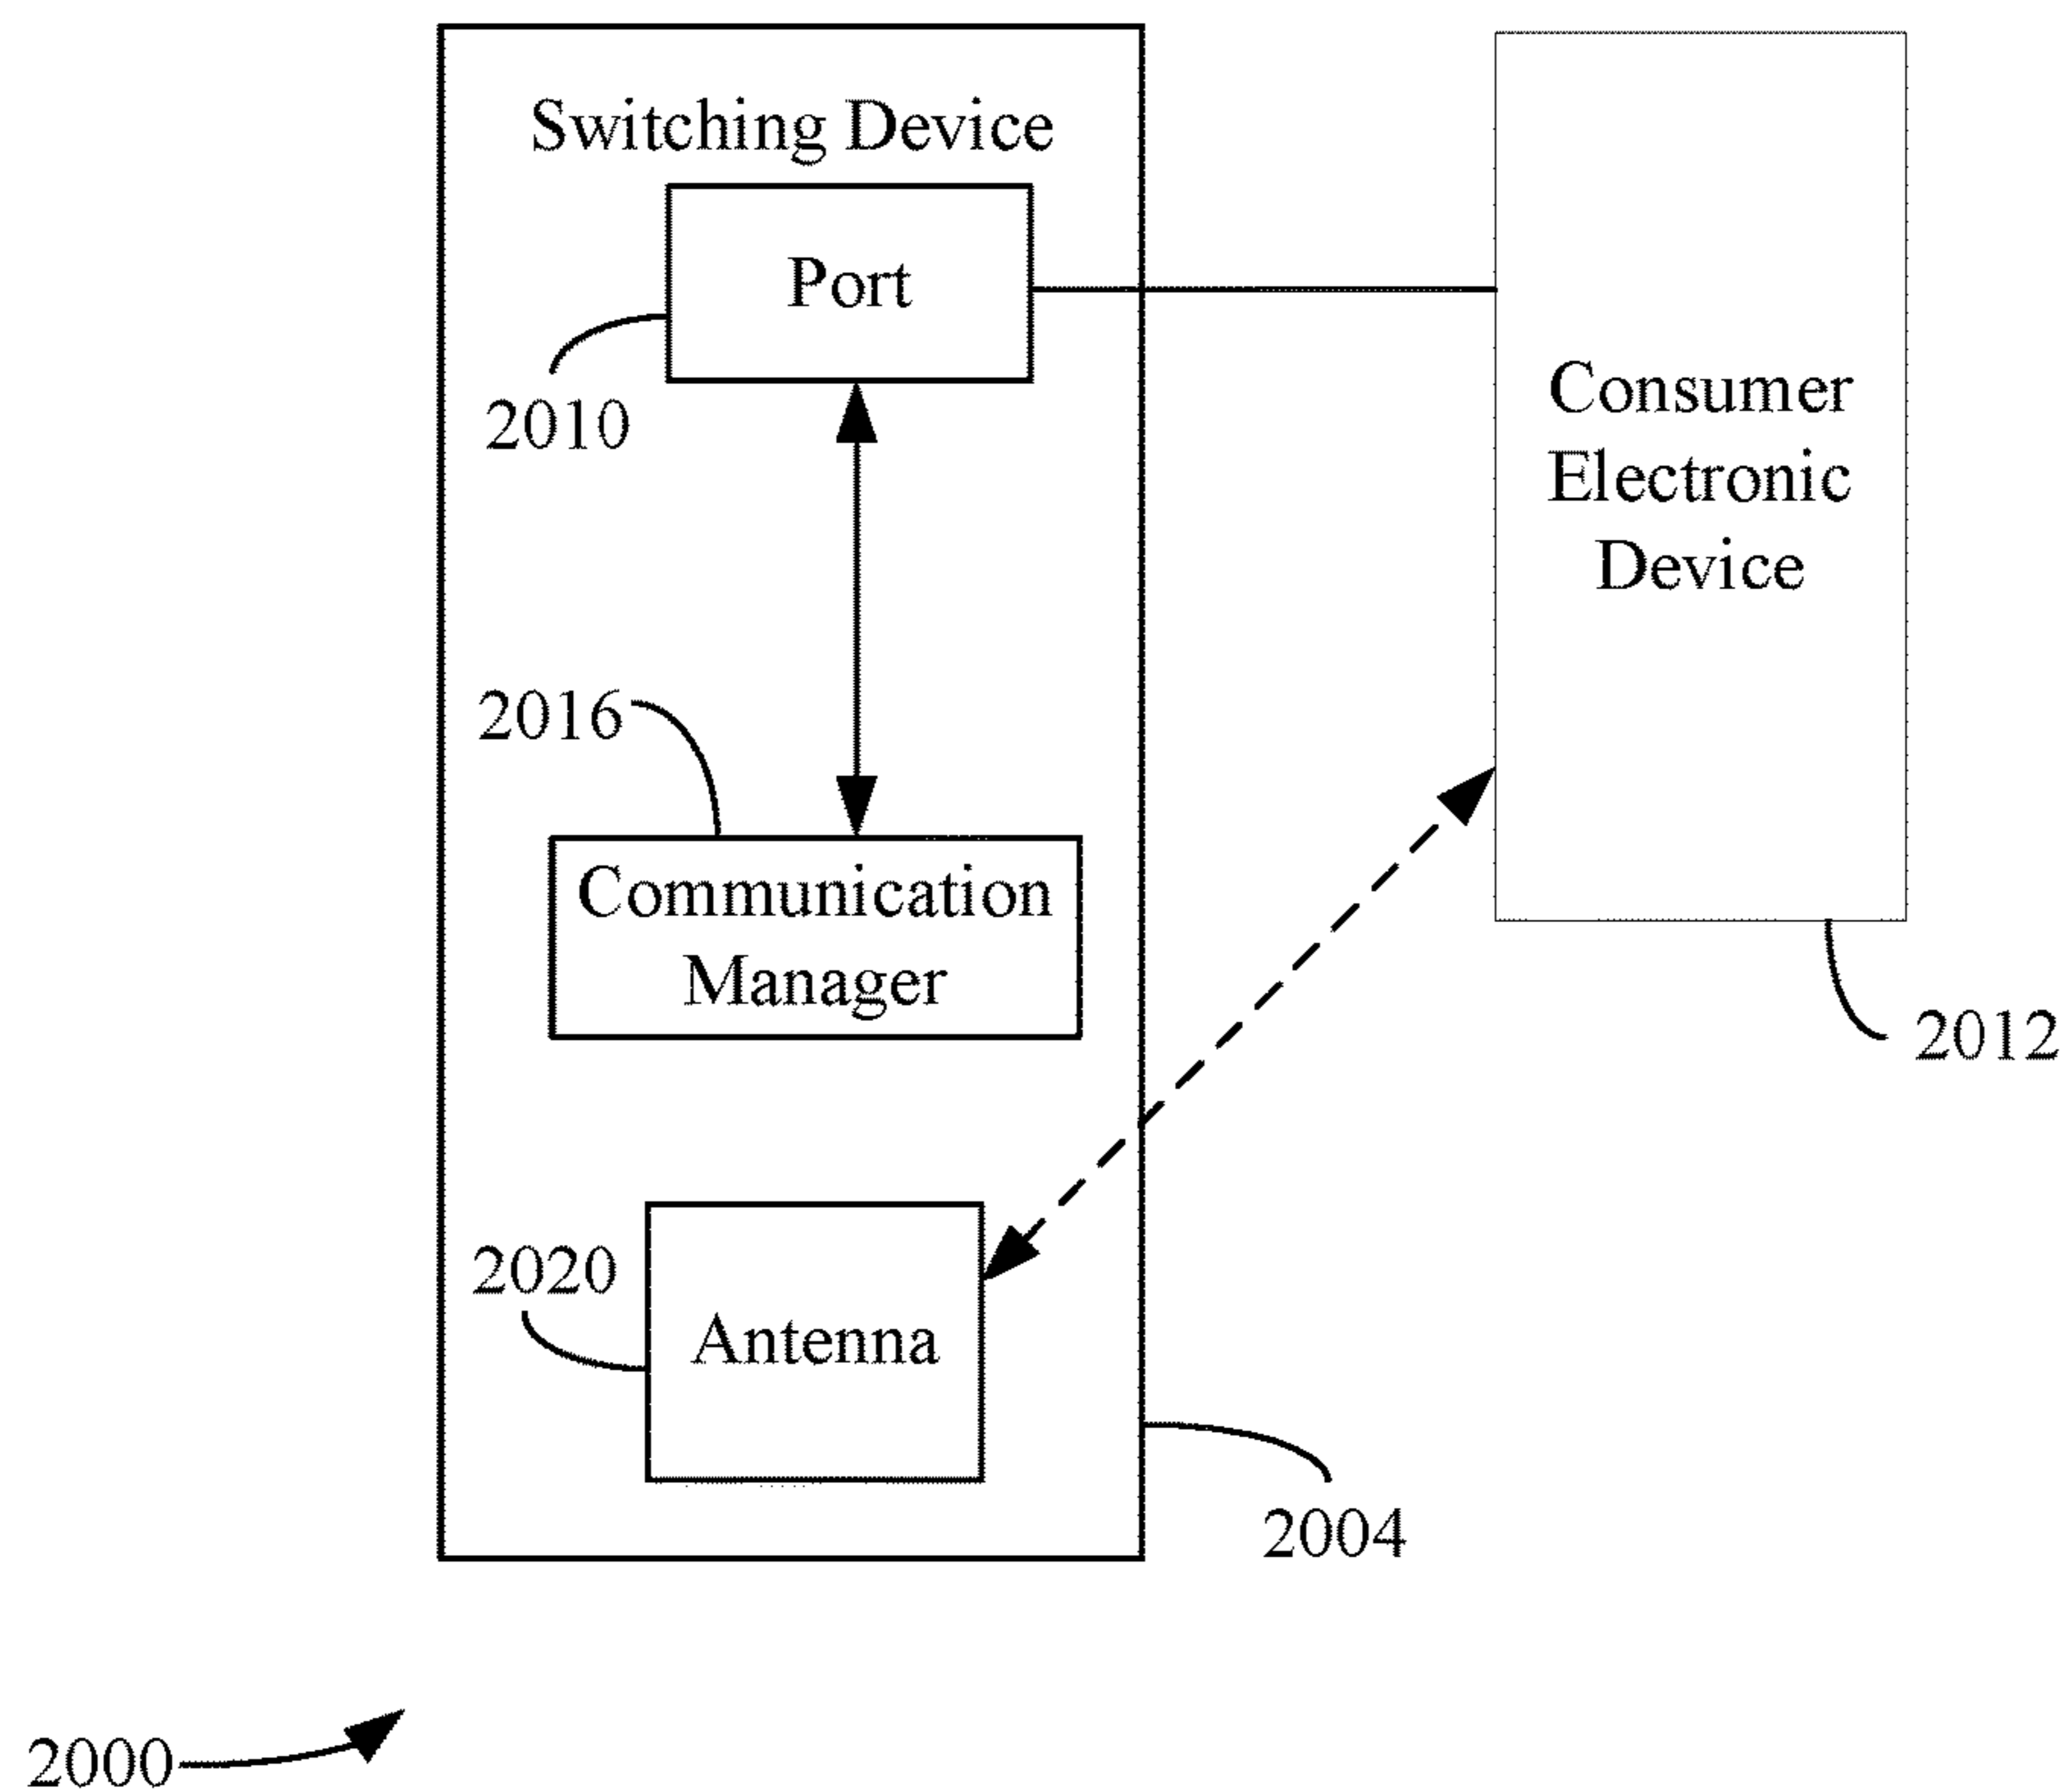 Switching Device
Port
2010
Consumer
Electronic
Device
2016
Communication
Manager
2012
2020
Antenna
2004
2000